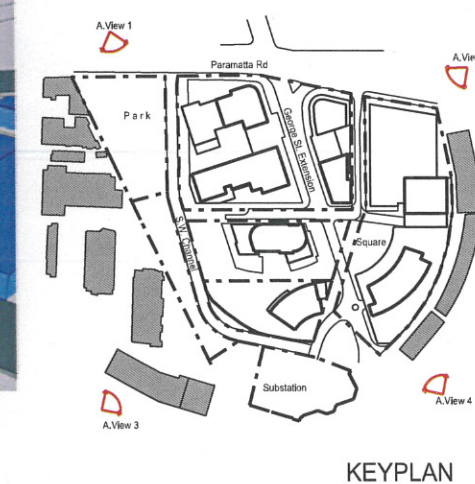 A.View 1
A.Vie
Paramatta Rd
Park
George St. Extension
S.W. Channel
Square
Substation
A.View 3
A.View 4
KEYPLAN